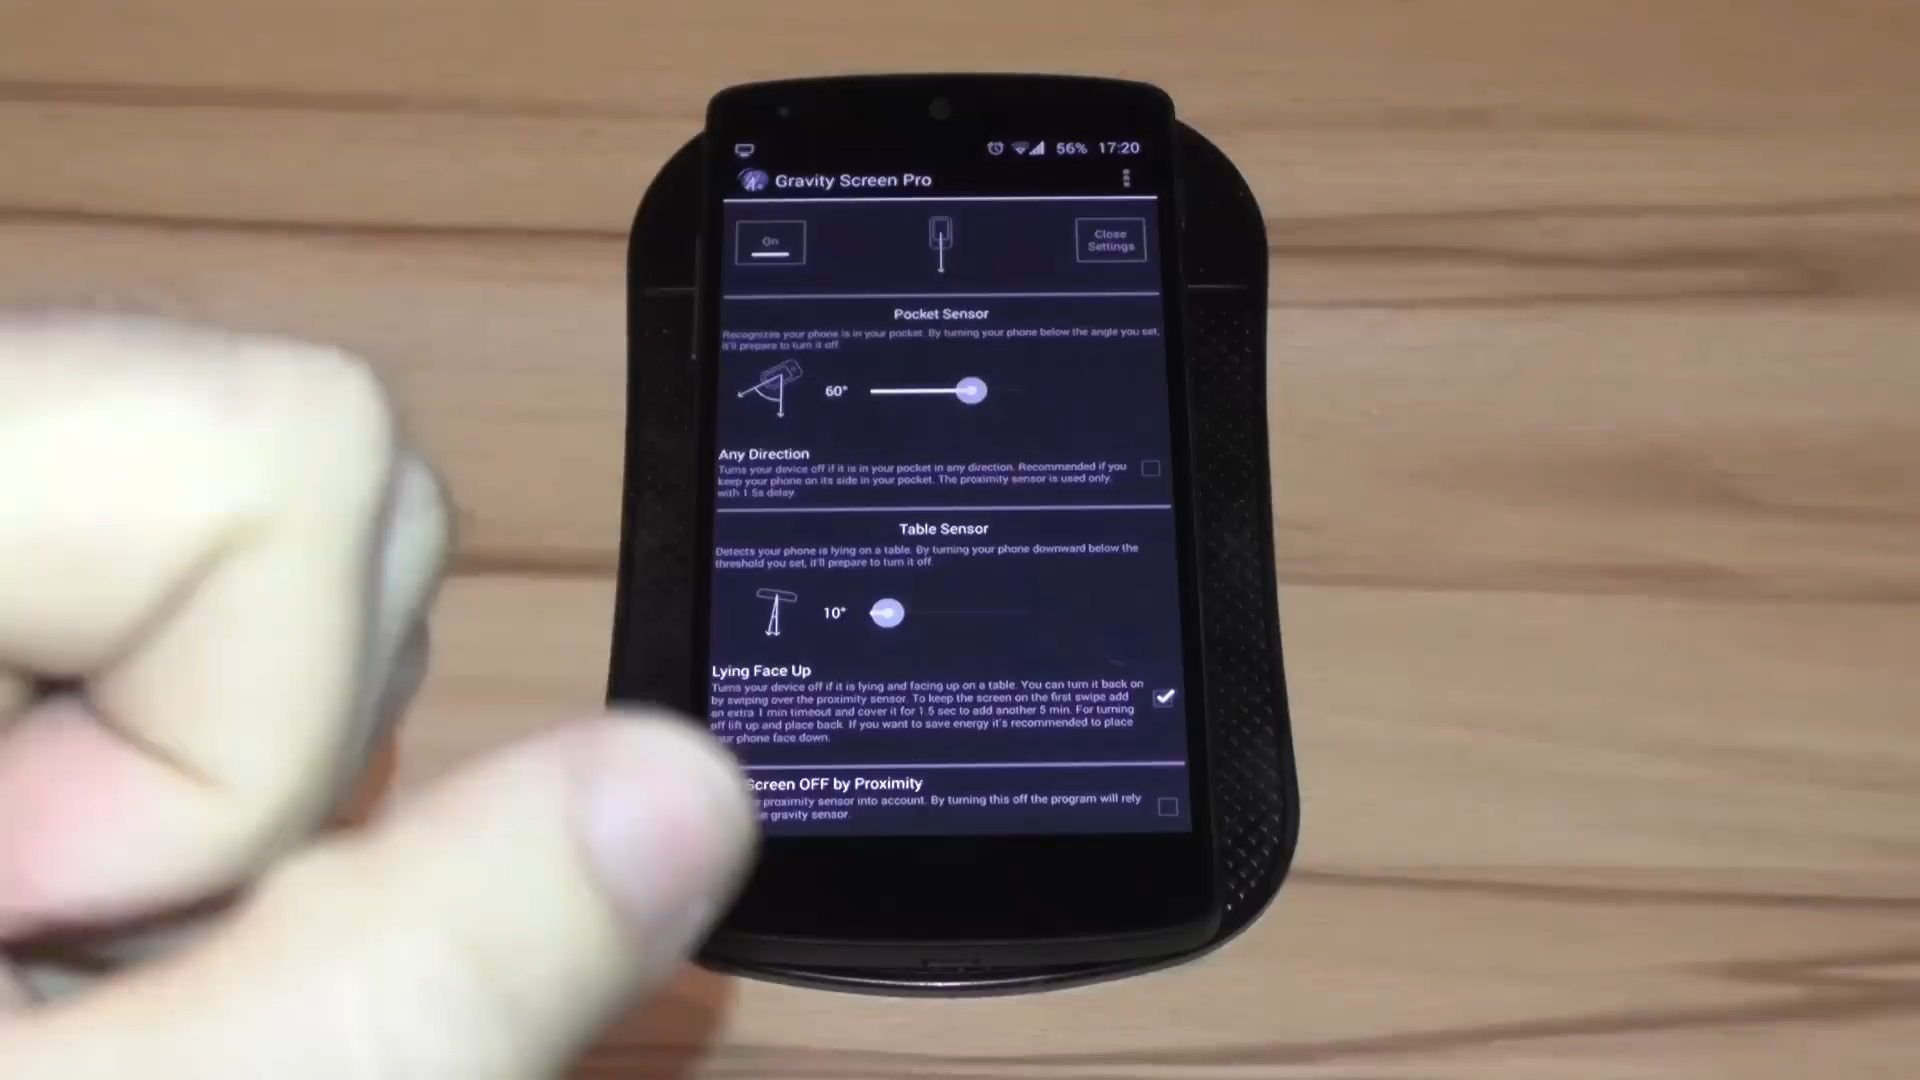 56% 17:20
Gravity Screen Pro
On
Close
Settings
Pocket Sensor
Recognizes your phone is in your pocket. By turning your phone below the angle you set,
it'll prepare to turn it off
60°
Any Direction
Turns your device off if it is in your pocket in any direction. Recommended if you
keep your phone on its side in your pocket. The proximity sensor is used only
with 1.5s delay.
Table Sensor
Detects your phone is lying on a table. By turning your phone downward below the
threshold you set, it'll prepare to turn it off.
10°
Lying Face Up
Turns your device off if it is lying and facing up on a table. You can turn it back on
by swiping over the proximity sensor. To keep the screen on the first swipe add
an extra 1 min timeout and cover it for 1.5 sec to add another 5 min. For turning
off lift up and place back. If you want to save energy it's recommended to place
phone face down.
Screen OFF by Proximity
proximity sensor into account. By turning this off the program will rely
gravity sensor.